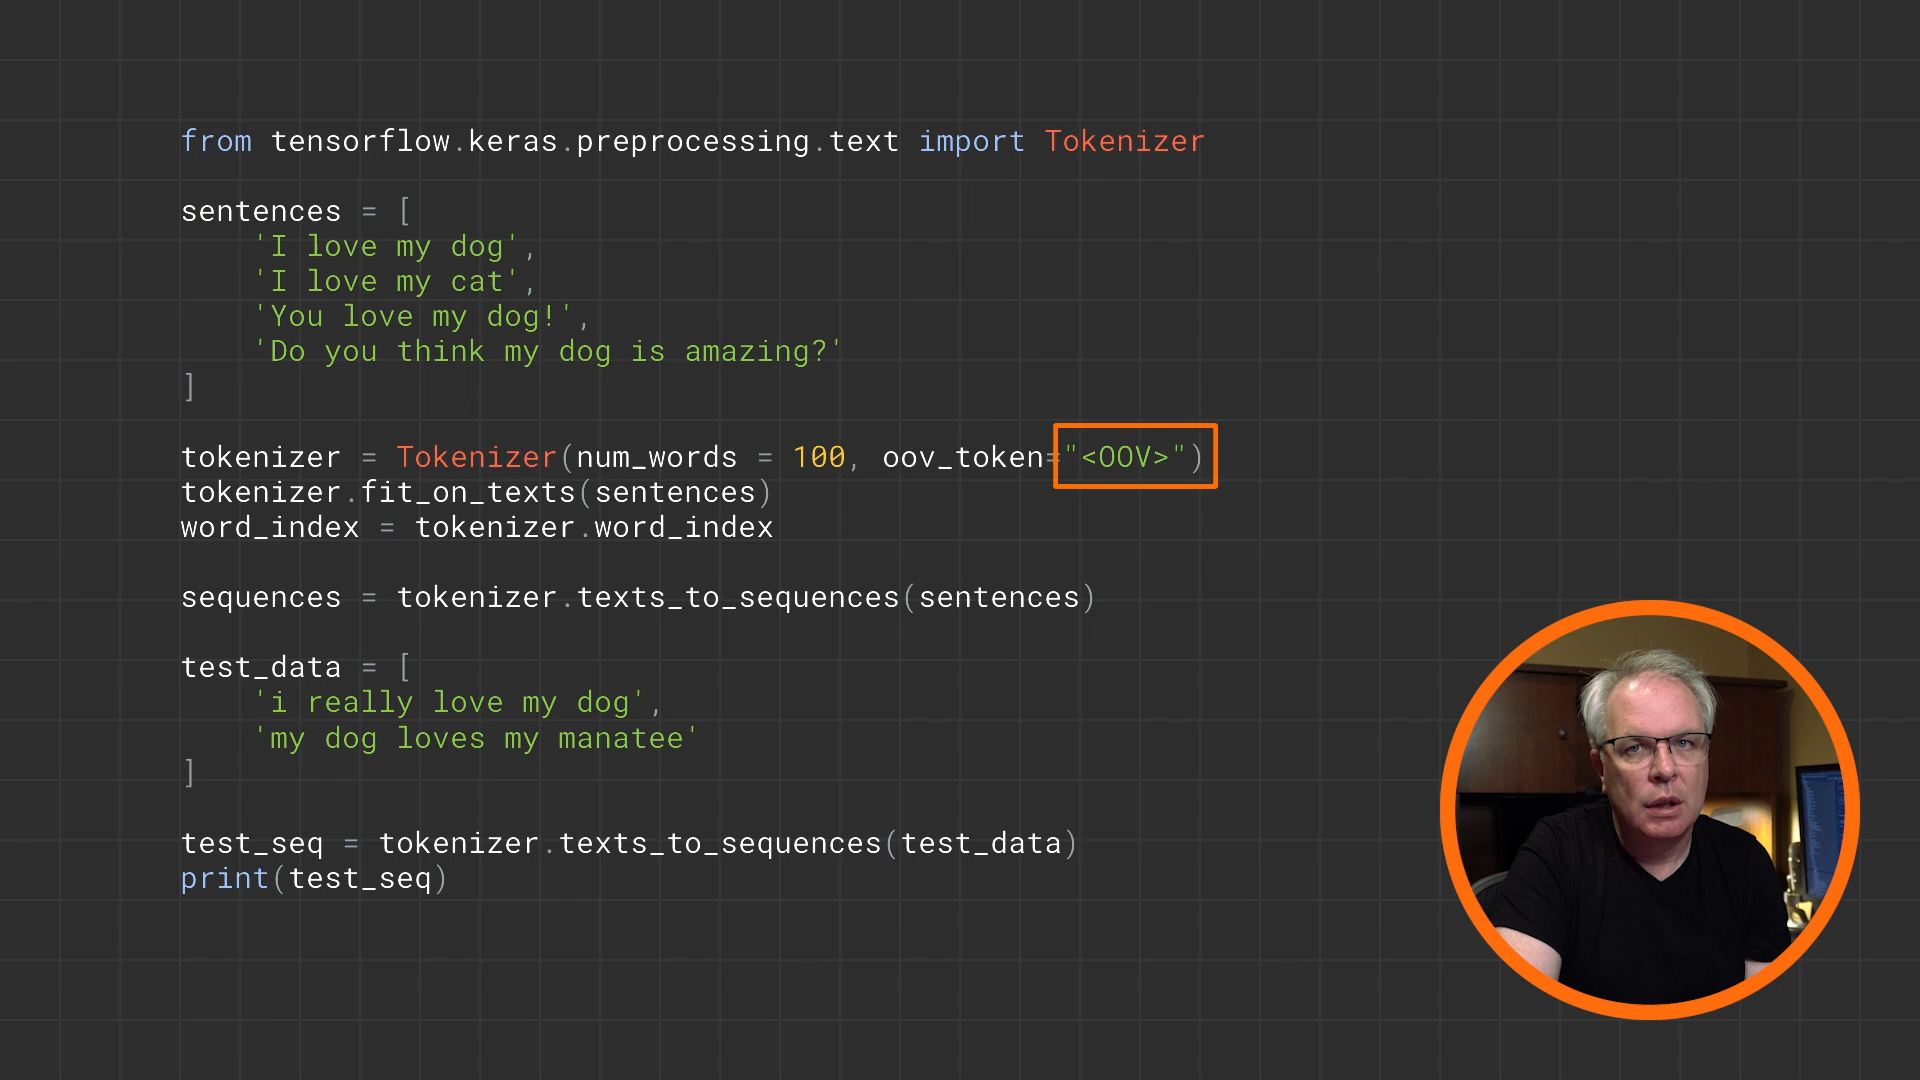 from tensorflow.keras.preprocessing.text import Tokenizer
sentences = [
'I love my dog',
'I love my cat',
'You love my dog!',
'Do you think my dog is amazing?'
]
tokenizer = Tokenizer(num_words = 100, oov_token="<OOV>")
tokenizer.fit_on_texts(sentences)
word_index = tokenizer.word_index
sequences = tokenizer.texts_to_sequences(sentences)
test_data = [
'i really love my dog',
'my dog loves my manatee'
]
test_seq = tokenizer.texts_to_sequences(test_data)
print(test_seq)